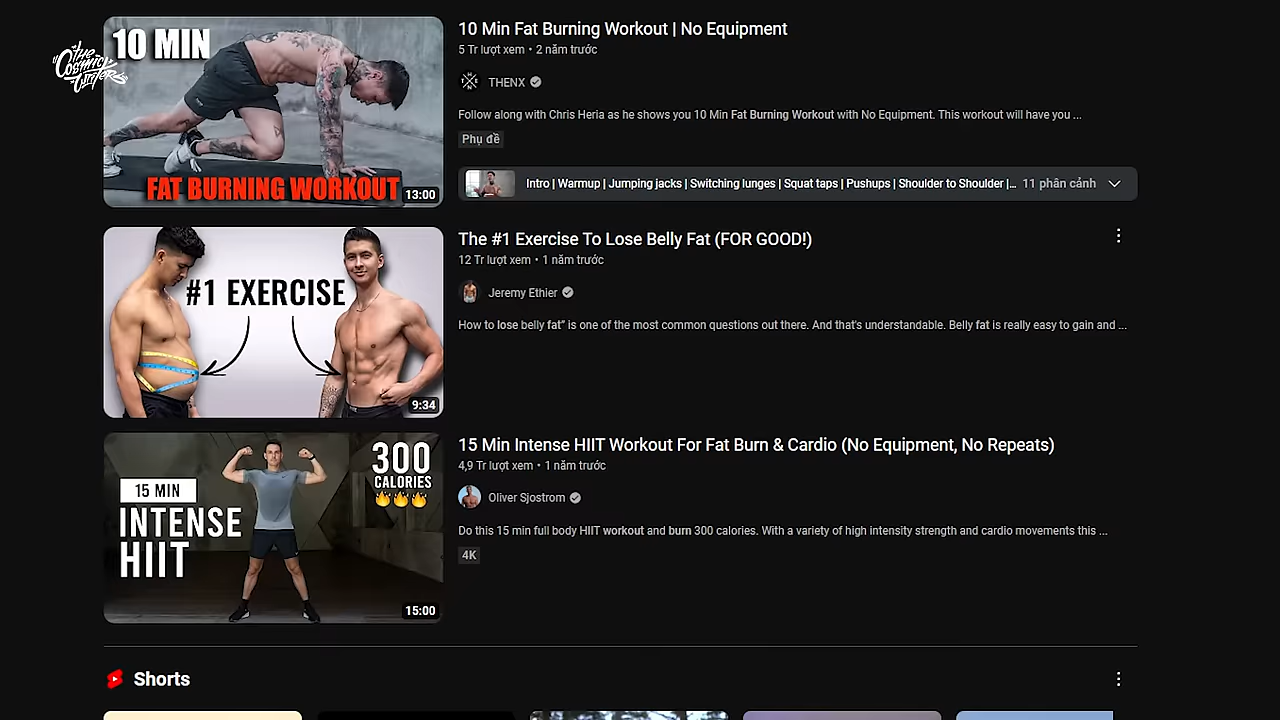 The Cosmic Writers
10 MIN
FAT BURNING WORKOUT
13:00
10 Min Fat Burning Workout | No Equipment
5 Tr lượt xem • 2 năm trước
THENX
Follow along with Chris Heria as he shows you 10 Min Fat Burning Workout with No Equipment. This workout will have you ...
Phụ đề
Intro | Warmup | Jumping jacks | Switching lunges | Squat taps | Pushups | Shoulder to Shoulder |... 11 phân cảnh
#1 EXERCISE
9:34
The #1 Exercise To Lose Belly Fat (FOR GOOD!)
12 Tr lượt xem • 1 năm trước
Jeremy Ethier
How to lose belly fat” is one of the most common questions out there. And that's understandable. Belly fat is really easy to gain and ...
15 MIN
INTENSE
HIIT
300
CALORIES
15:00
15 Min Intense HIIT Workout For Fat Burn & Cardio (No Equipment, No Repeats)
4,9 Tr lượt xem • 1 năm trước
Oliver Sjostrom
Do this 15 min full body HIIT workout and burn 300 calories. With a variety of high intensity strength and cardio movements this ...
4K
Shorts